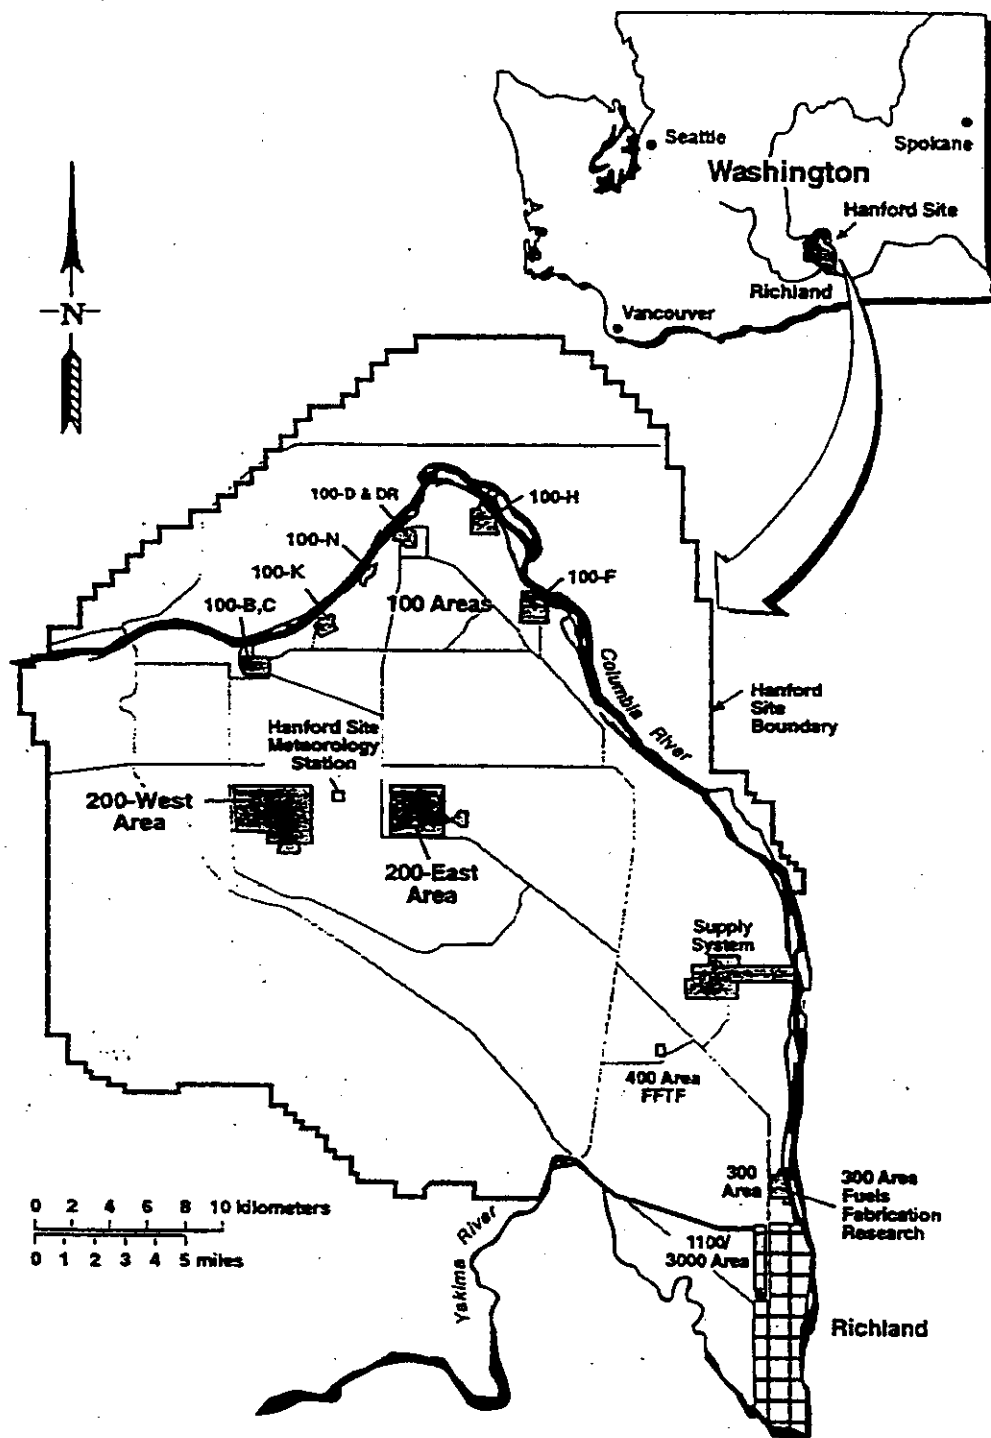 Seattle
Spokane
Washington
Hanford Site
Richland
Vancouver
N
100-D & DR
100-H
100-N
100-K
100-F
100-B,C
100 Areas
Columbia River
Hanford
Site
Boundary
Hanford Site
Meteorology
Station
200-West
Area
200-East
Area
Supply
System
400 Area
FFTF
300
Area
300 Area
Fuels
Fabrication
Research
0 2 4 6 8 10 kilometers
0 1 2 3 4 5 miles
Yakima River
1100/
3000 Area
Richland